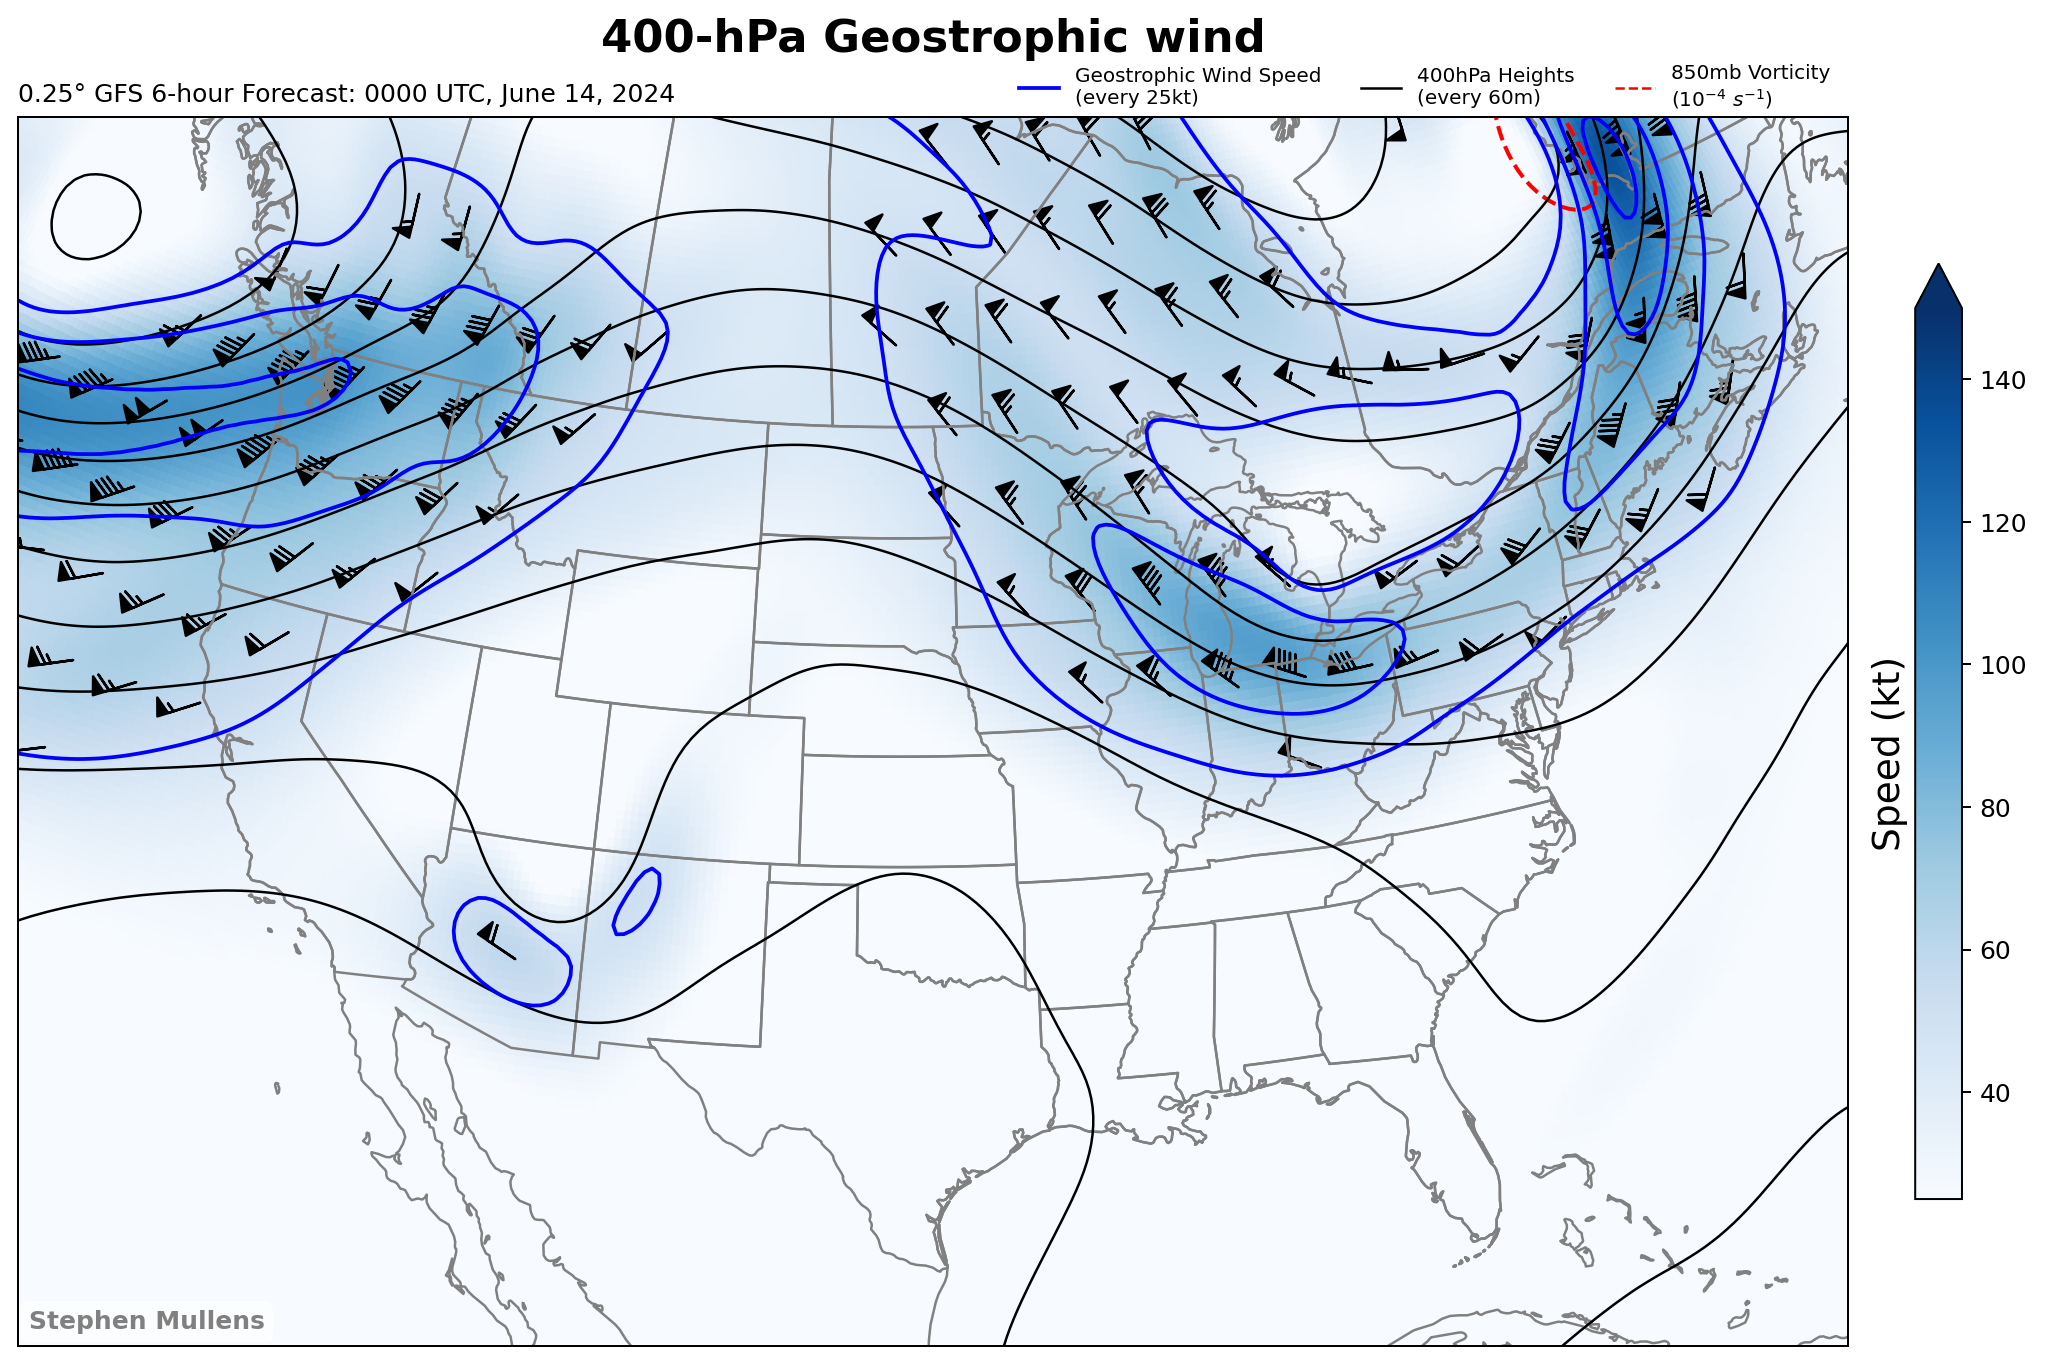 400-hPa Geostrophic wind
0.25° GFS 6-hour Forecast: 0000 UTC, June 14, 2024
Geostrophic Wind Speed
(every 25kt)
400hPa Heights
(every 60m)
850mb Vorticity
(10⁻⁴ s⁻¹)
140
120
100
80
60
40
Speed (kt)
Stephen Mullens